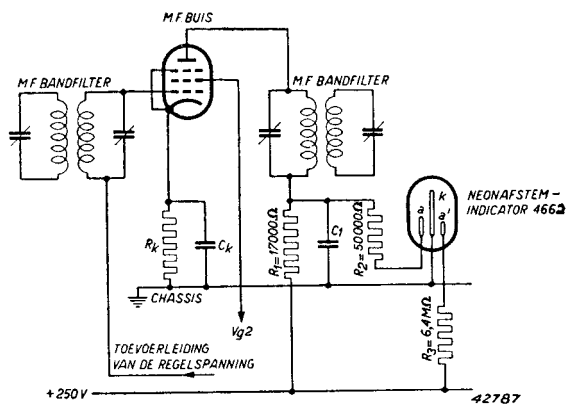 M.F. BUIS
M.F. BANDFILTER
M.F BANDFILTER
NEONAFSTEM-
INDICATOR 4662
a
k
a'
Rk
Ck
R1=17000Ω
C1
R2=50000Ω
CHASSIS
Vg2
R3=6,4MΩ
TOEVOERLEIDING
VAN DE REGELSPANNING
+250V
42787